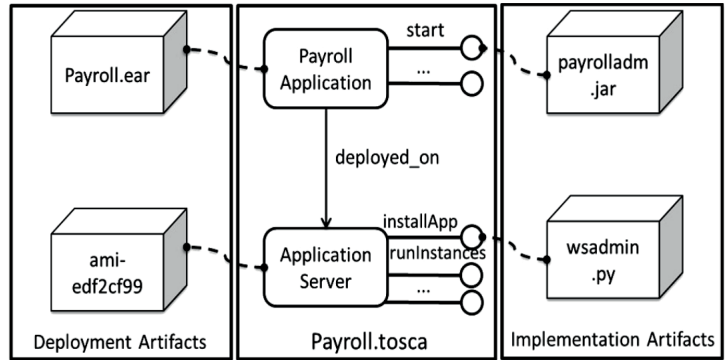 Payroll.ear
ami-
edf2cf99
Deployment Artifacts
Payroll
Application
start
...
deployed_on
Application
Server
installApp
runInstances
...
Payroll.tosca
payrolladm
.jar
wsadmin
.py
Implementation Artifacts